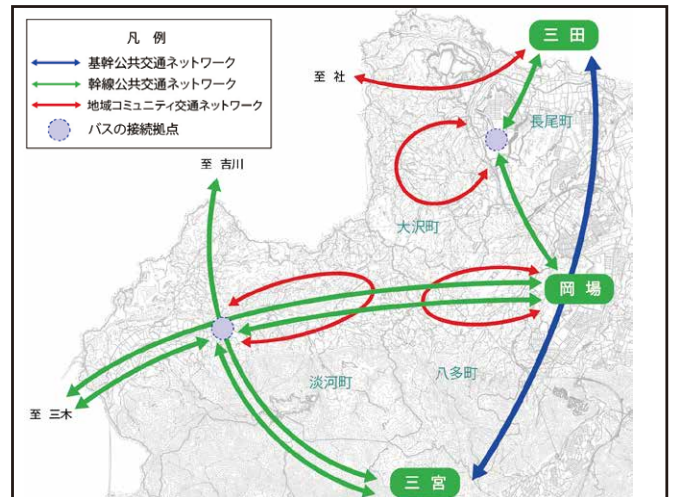 凡 例
基幹公共交通ネットワーク
幹線公共交通ネットワーク
地域コミュニティ交通ネットワーク
バスの接続拠点
三 田
至 社
長尾町
至 吉川
大沢町
岡 場
淡河町
八多町
至 三木
三 宮